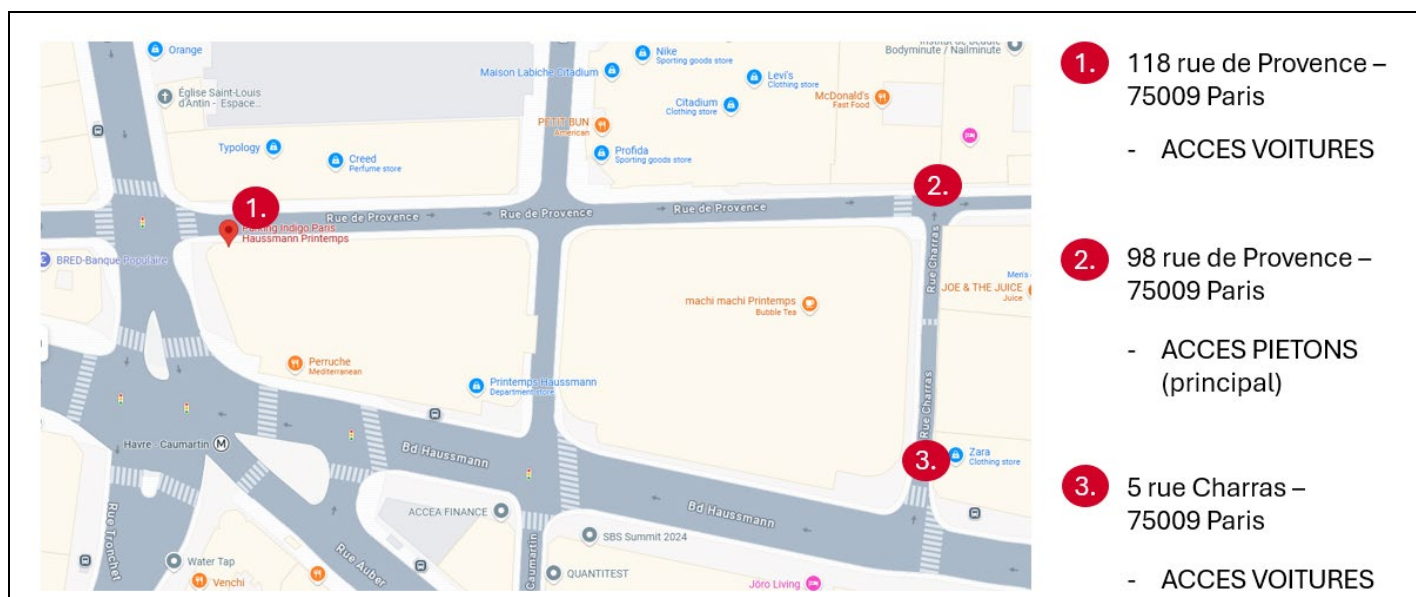 Orange
Église Saint-Louis
d'Antin - Espace...
Typology
Creed
Perfume store
Maison Labiche Citadium
Nike
Sporting goods store
Levi's
Clothing store
Citadium
Clothing store
PETIT BUN
American
Profida
Sporting goods store
McDonald's
Fast Food
Bodyminute / Nailminute
1.
2.
Rue de Provence
Rue de Provence
Rue de Provence
Parking Indigo Paris
Haussmann Printemps
BRED-Banque Populaire
Rue Charras
JOE & THE JUICE
Juice
machi machi Printemps
Bubble Tea
Perruche
Mediterranean
Printemps Haussmann
Department store
Havre - Caumartin
M
Bd Haussmann
Rue Charras
3.
Zara
Clothing store
Bd Haussmann
ACCEA FINANCE
SBS Summit 2024
Rue Tronchet
Water Tap
Venchi
Rue Auber
Caumartin
QUANTITEST
Jöro Living
1. 118 rue de Provence –
75009 Paris
- ACCES VOITURES
2. 98 rue de Provence –
75009 Paris
- ACCES PIETONS
(principal)
3. 5 rue Charras –
75009 Paris
- ACCES VOITURES